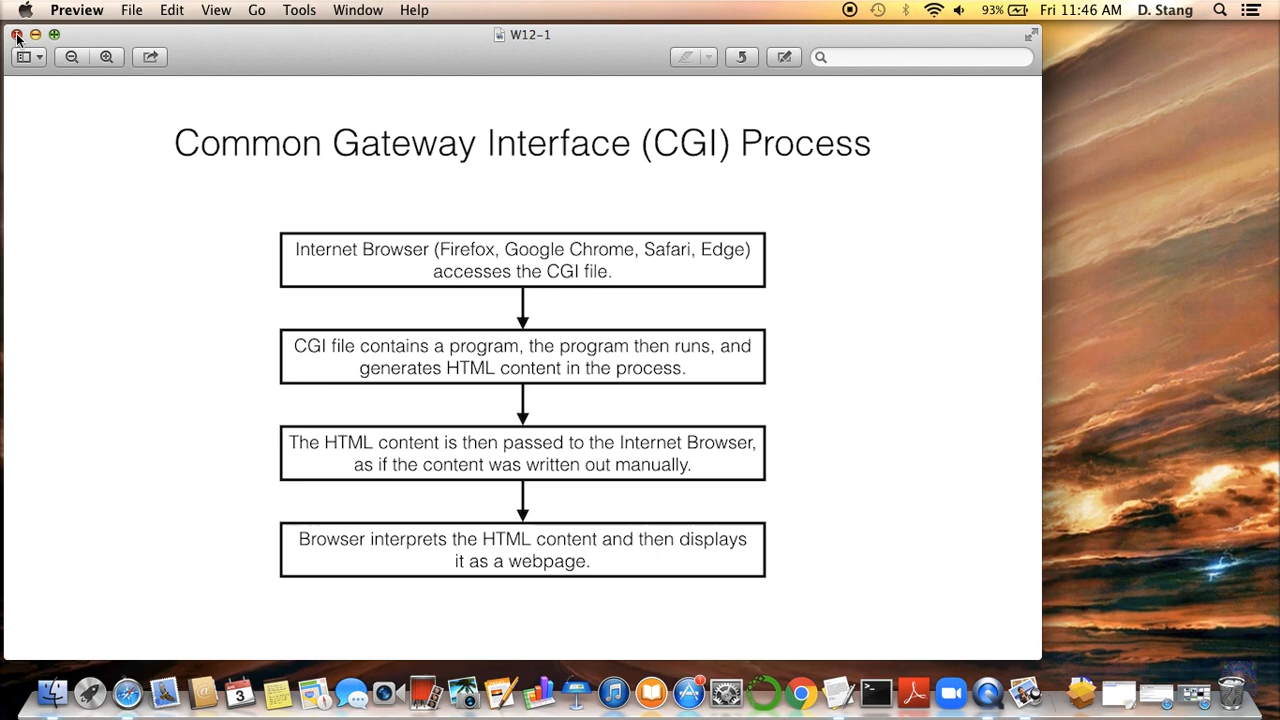 Preview File Edit View Go Tools Window Help 93% Fri 11:46 AM D. Stang
W12-1
Common Gateway Interface (CGI) Process
Internet Browser (Firefox, Google Chrome, Safari, Edge)
accesses the CGI file.
CGI file contains a program, the program then runs, and
generates HTML content in the process.
The HTML content is then passed to the Internet Browser,
as if the content was written out manually.
Browser interprets the HTML content and then displays
it as a webpage.
3
1